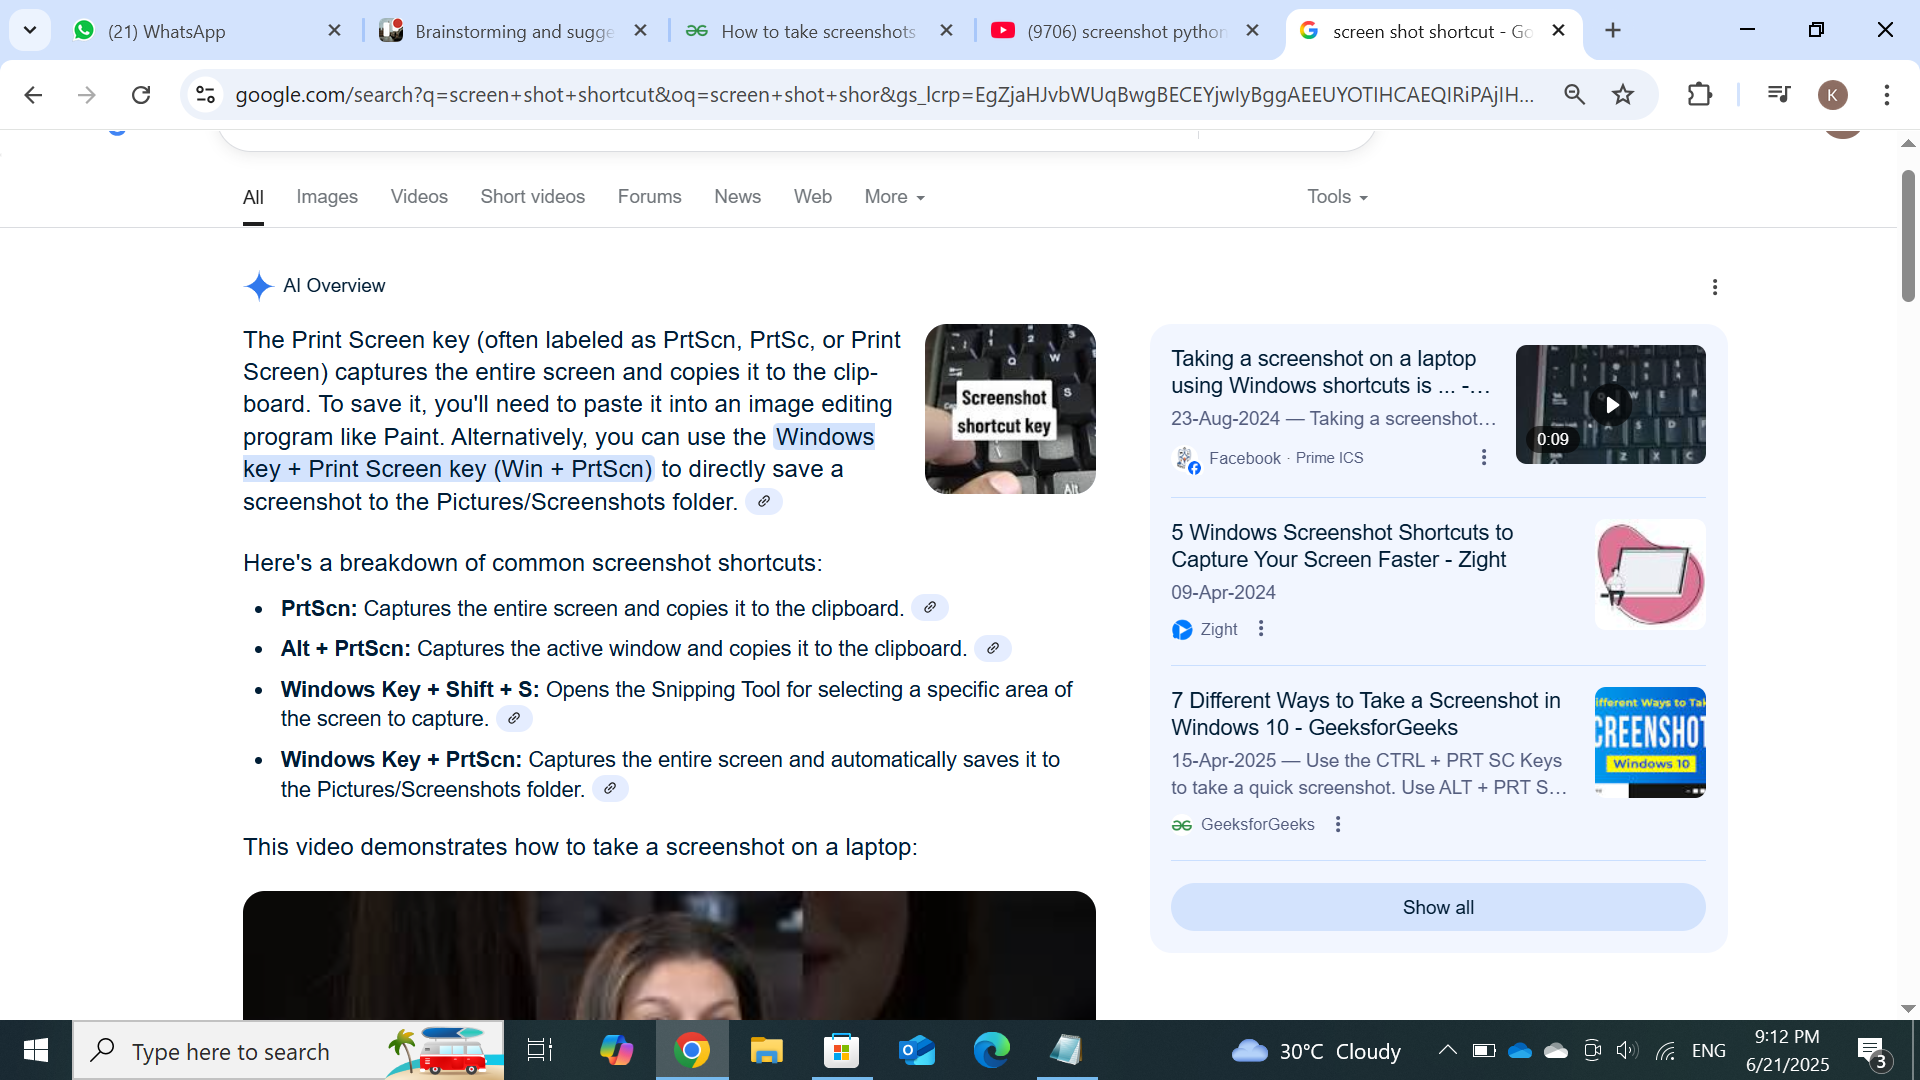 (21) WhatsApp
Brainstorming and sugge
How to take screenshots
(9706) screenshot python
screen shot shortcut - Go
google.com/search?q=screen+shot+shortcut&oq=screen+shot+shor&gs_lcrp=EgZjaHJvbWUqBwgBECEYjwIyBggAEEUYOTIHCAEQIRiPAjIH...
K
All Images Videos Short videos Forums News Web More Tools
AI Overview
The Print Screen key (often labeled as PrtScn, PrtSc, or Print
Screen) captures the entire screen and copies it to the clip-
board. To save it, you'll need to paste it into an image editing
program like Paint. Alternatively, you can use the Windows
key + Print Screen key (Win + PrtScn) to directly save a
screenshot to the Pictures/Screenshots folder.
Screenshot
shortcut key
Here's a breakdown of common screenshot shortcuts:
• PrtScn: Captures the entire screen and copies it to the clipboard.
• Alt + PrtScn: Captures the active window and copies it to the clipboard.
• Windows Key + Shift + S: Opens the Snipping Tool for selecting a specific area of
the screen to capture.
• Windows Key + PrtScn: Captures the entire screen and automatically saves it to
the Pictures/Screenshots folder.
This video demonstrates how to take a screenshot on a laptop:
Taking a screenshot on a laptop
using Windows shortcuts is ... -...
23-Aug-2024 — Taking a screenshot...
Facebook · Prime ICS
0:09
5 Windows Screenshot Shortcuts to
Capture Your Screen Faster - Zight
09-Apr-2024
Zight
7 Different Ways to Take a Screenshot in
Windows 10 - GeeksforGeeks
15-Apr-2025 — Use the CTRL + PRT SC Keys
to take a quick screenshot. Use ALT + PRT S...
GeeksforGeeks
ifferent Ways to Tak
CREENSHOT
Windows 10
Show all
Type here to search
30°C Cloudy
ENG
9:12 PM
6/21/2025
3